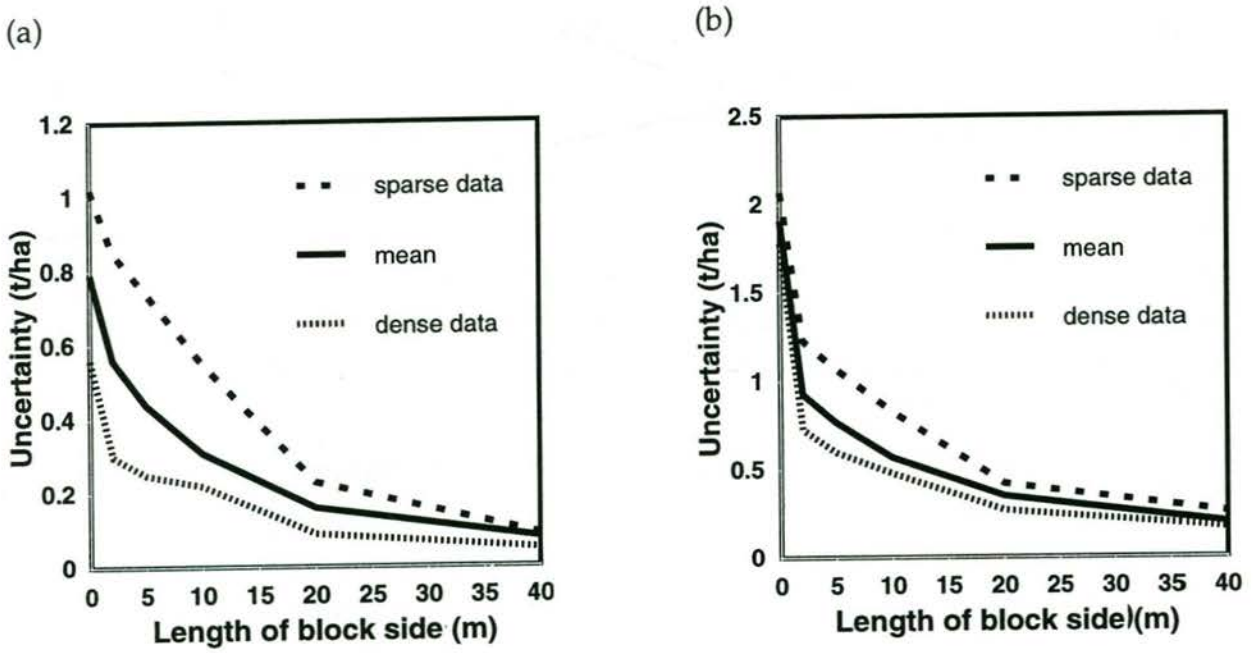 (a)
1.2
1
0.8
0.6
0.4
0.2
0
Uncertainty (t/ha)
sparse data
mean
dense data
0 5 10 15 20 25 30 35 40
Length of block side (m)
(b)
2.5
2
1.5
1
0.5
0
Uncertainty (t/ha)
sparse data
mean
dense data
0 5 10 15 20 25 30 35 40
Length of block side (m)